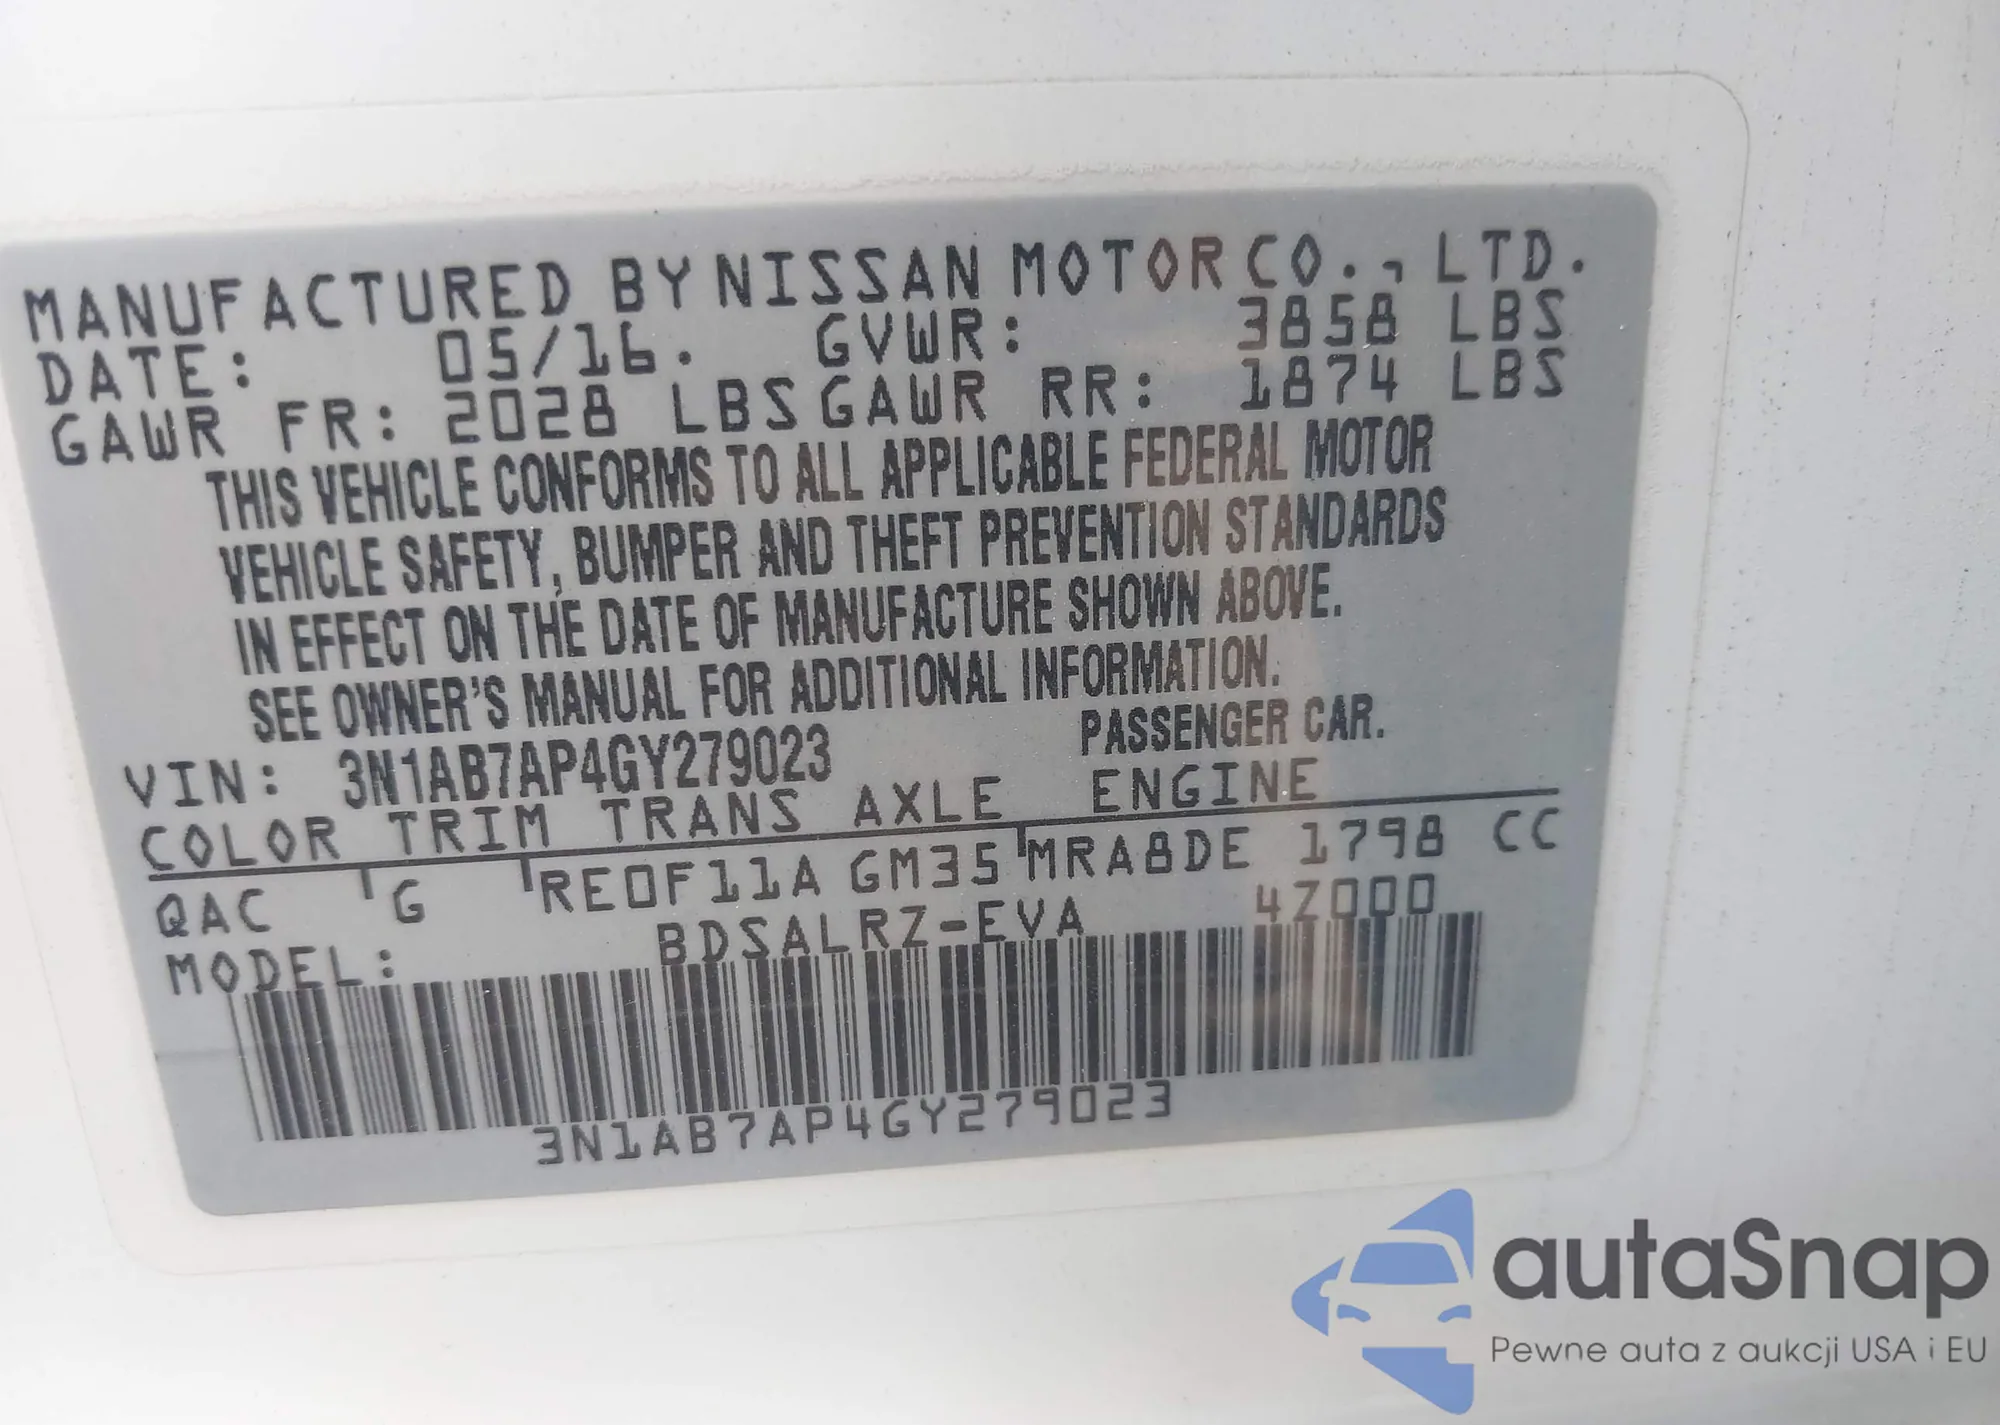 MANUFACTURED BY NISSAN MOTOR CO., LTD.
DATE: 05/16. GVWR: 3858 LBS
GAWR FR: 2028 LBS GAWR RR: 1874 LBS
THIS VEHICLE CONFORMS TO ALL APPLICABLE FEDERAL MOTOR
VEHICLE SAFETY, BUMPER AND THEFT PREVENTION STANDARDS
IN EFFECT ON THE DATE OF MANUFACTURE SHOWN ABOVE.
SEE OWNER'S MANUAL FOR ADDITIONAL INFORMATION.
VIN: 3N1AB7AP4GY279023 PASSENGER CAR.
COLOR TRIM TRANS AXLE ENGINE
QAC G RE0F11A GM35 MRA8DE 1798 CC
MODEL: BDSALRZ-EVA 4Z000
3N1AB7AP4GY279023
autaSnap
Pewne auta z aukcji USA i EU